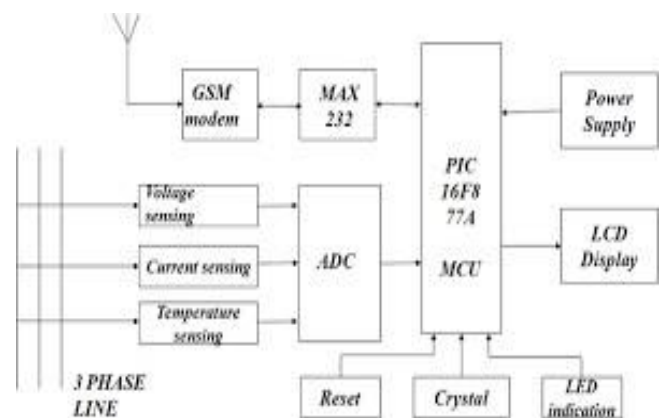 GSM
modem
MAX
232
PIC
16F8
77A
MCU
Power
Supply
Voltage
sensing
Current sensing
Temperature
sensing
ADC
LCD
Display
3 PHASE
LINE
Reset
Crystal
LED
indication